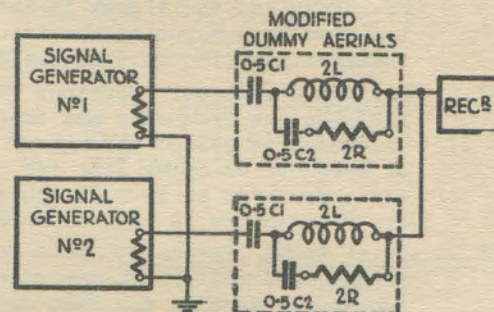 MODIFIED
DUMMY AERIALS
SIGNAL
GENERATOR
Nº1
0·5 C1
2L
0·5 C2
2R
RECR
SIGNAL
GENERATOR
Nº2
0·5 C1
2L
0·5 C2
2R